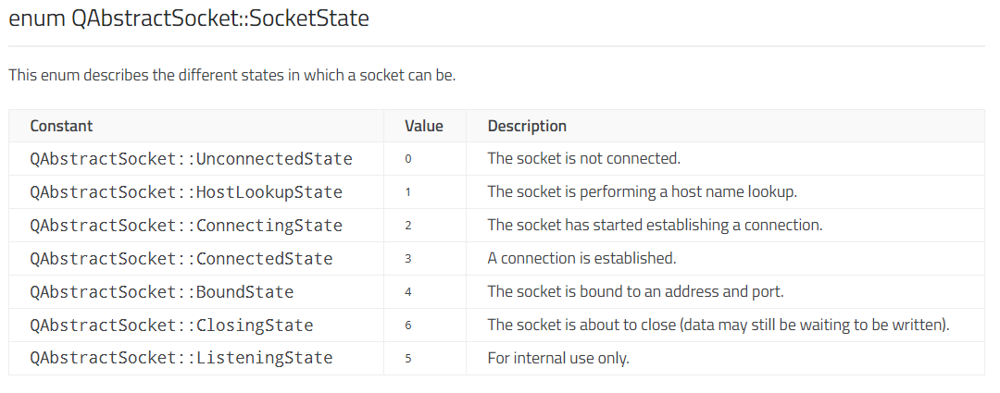 enum QAbstractSocket::SocketState
This enum describes the different states in which a socket can be.
Constant Value Description
QAbstractSocket::UnconnectedState 0 The socket is not connected.
QAbstractSocket::HostLookupState 1 The socket is performing a host name lookup.
QAbstractSocket::ConnectingState 2 The socket has started establishing a connection.
QAbstractSocket::ConnectedState 3 A connection is established.
QAbstractSocket::BoundState 4 The socket is bound to an address and port.
QAbstractSocket::ClosingState 6 The socket is about to close (data may still be waiting to be written).
QAbstractSocket::ListeningState 5 For internal use only.